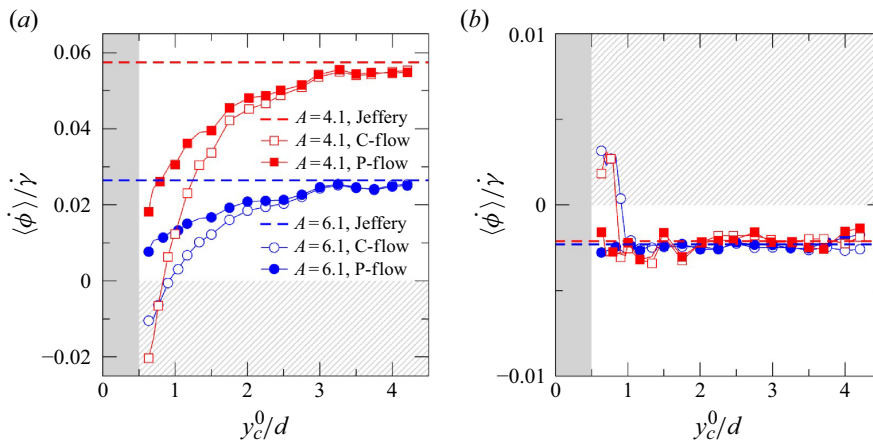 (a)
(b)
0.06
0.04
0.02
0
−0.02
⟨ϕ̇⟩/γ̇
A=4.1, Jeffery
A=4.1, C-flow
A=4.1, P-flow
A=6.1, Jeffery
A=6.1, C-flow
A=6.1, P-flow
0 1 2 3 4
y_c^0/d
0.01
0
−0.01
⟨ϕ̇⟩/γ̇
0 1 2 3 4
y_c^0/d